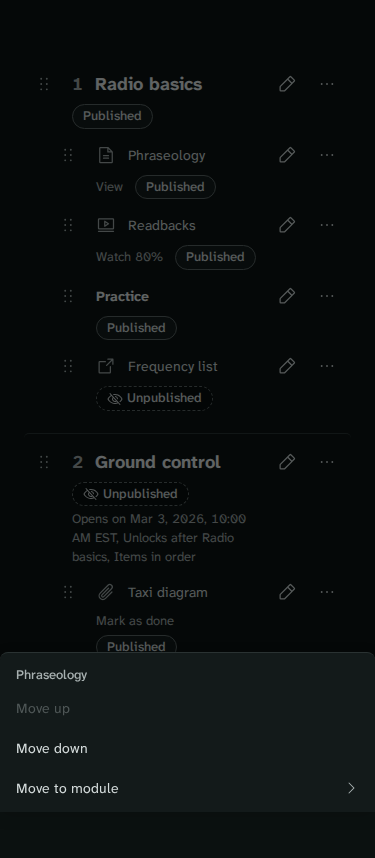 1 Radio basics
Published
Phraseology
View Published
Readbacks
Watch 80% Published
Practice
Published
Frequency list
Unpublished
2 Ground control
Unpublished
Opens on Mar 3, 2026, 10:00
AM EST, Unlocks after Radio
basics, Items in order
Taxi diagram
Mark as done
Published
Phraseology
Move up
Move down
Move to module